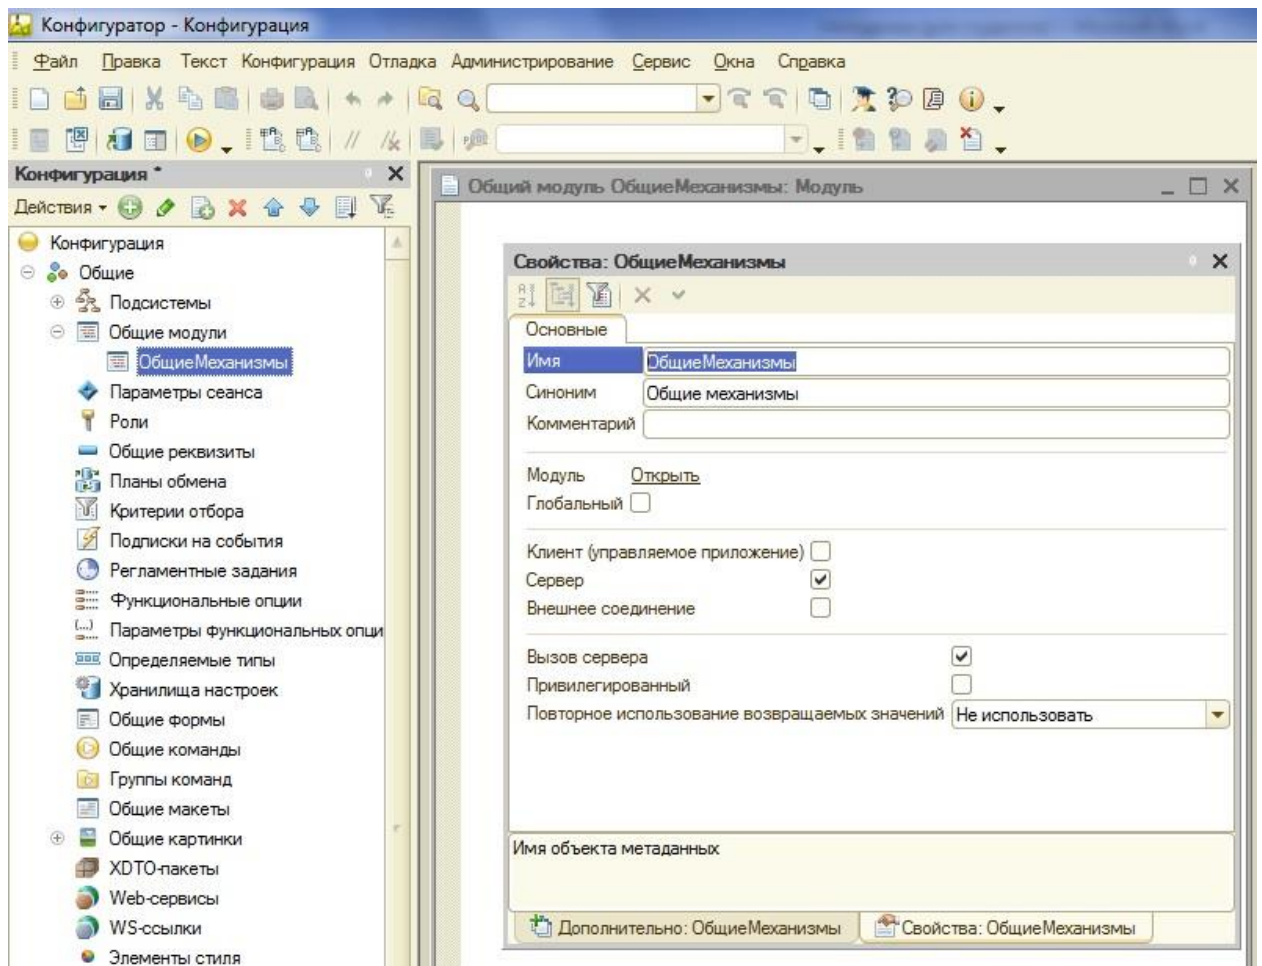 Конфигуратор - Конфигурация
Файл Правка Текст Конфигурация Отладка Администрирование Сервис Окна Справка
Конфигурация *
Действия
Конфигурация
Общие
Подсистемы
Общие модули
ОбщиеМеханизмы
Параметры сеанса
Роли
Общие реквизиты
Планы обмена
Критерии отбора
Подписки на события
Регламентные задания
Функциональные опции
Параметры функциональных опци
Определяемые типы
Хранилища настроек
Общие формы
Общие команды
Группы команд
Общие макеты
Общие картинки
XDTO-пакеты
Web-сервисы
WS-ссылки
Элементы стиля
Общий модуль ОбщиеМеханизмы: Модуль
Свойства: ОбщиеМеханизмы
Основные
Имя ОбщиеМеханизмы
Синоним Общие механизмы
Комментарий
Модуль Открыть
Глобальный
Клиент (управляемое приложение)
Сервер
Внешнее соединение
Вызов сервера
Привилегированный
Повторное использование возвращаемых значений Не использовать
Имя объекта метаданных
Дополнительно: ОбщиеМеханизмы Свойства: ОбщиеМеханизмы